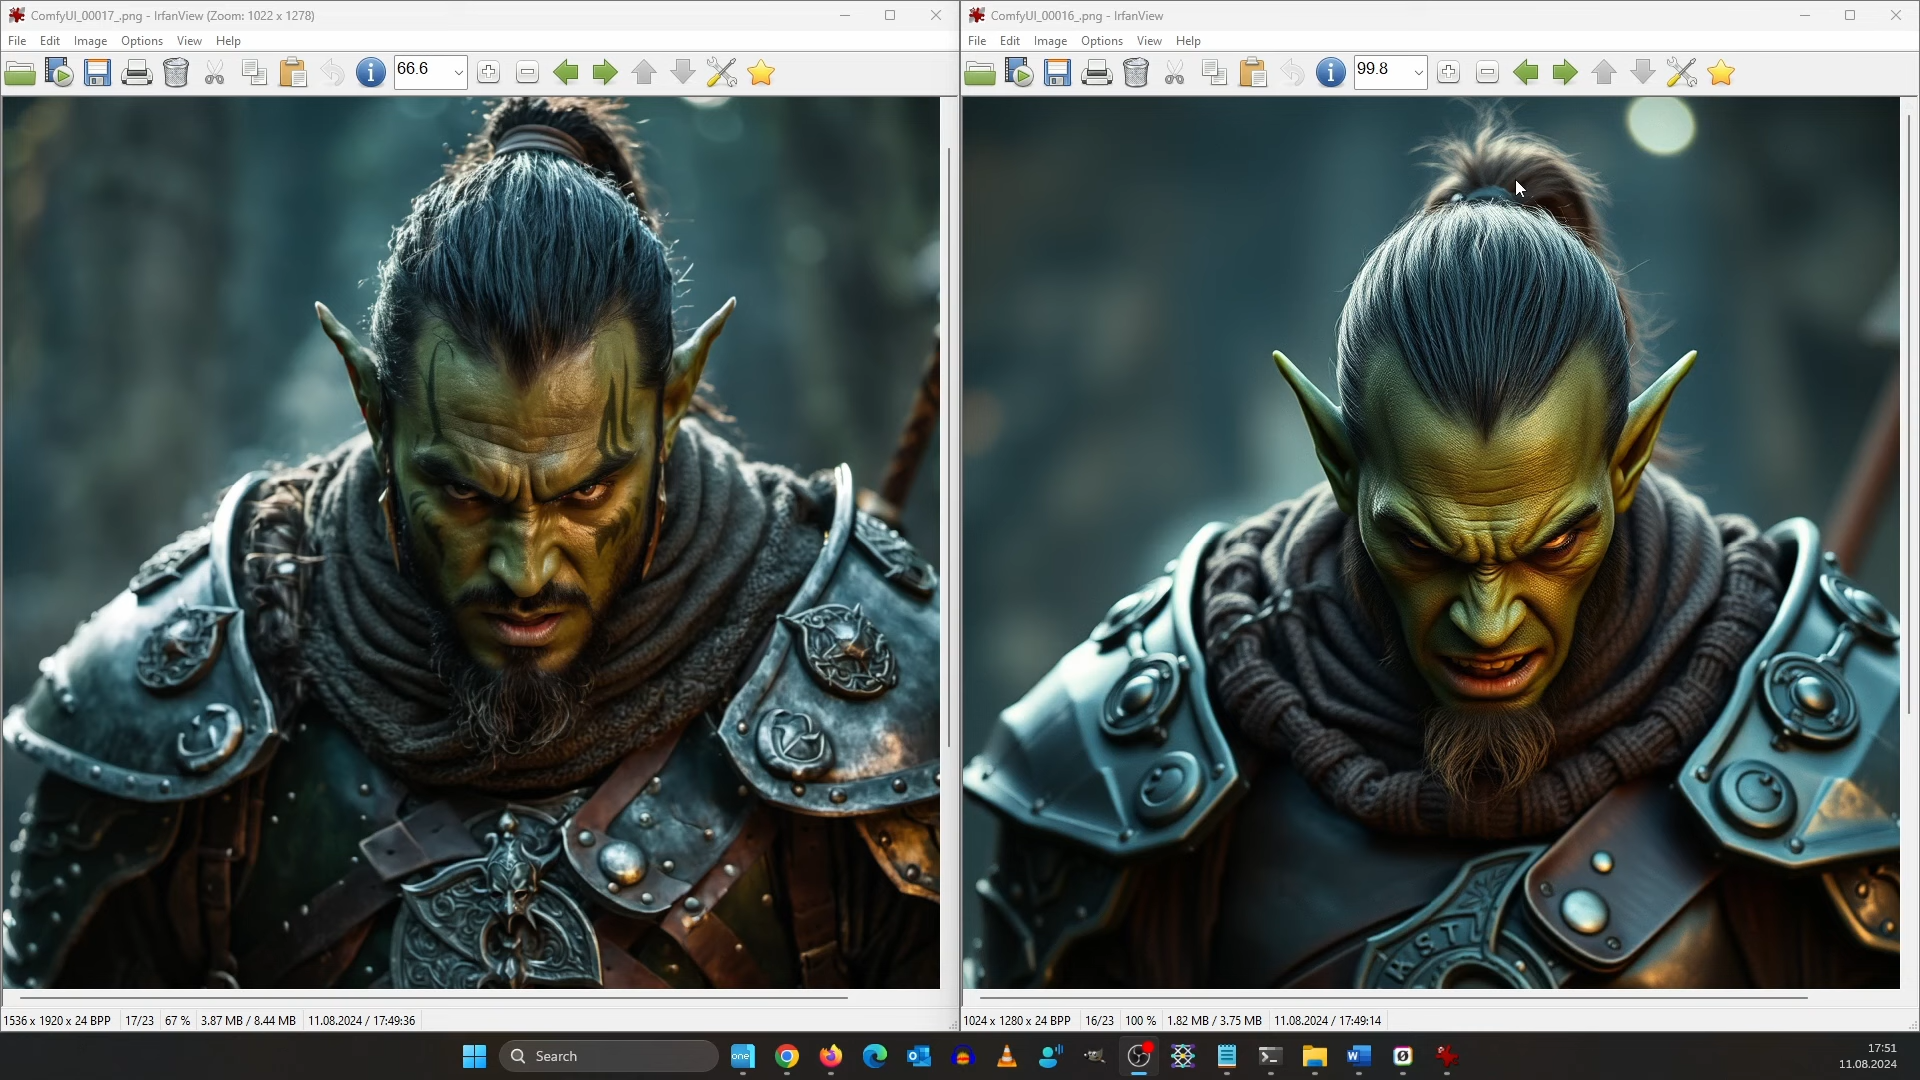 ComfyUI_00017_.png - IrfanView (Zoom: 1022 x 1278)
File Edit Image Options View Help
66.6
1536 x 1920 x 24 BPP 17/23 67 % 3.87 MB / 8.44 MB 11.08.2024 / 17:49:36
ComfyUI_00016_.png - IrfanView
File Edit Image Options View Help
99.8
1024 x 1280 x 24 BPP 16/23 100 % 1.82 MB / 3.75 MB 11.08.2024 / 17:49:14
Search
one
17:51
11.08.2024